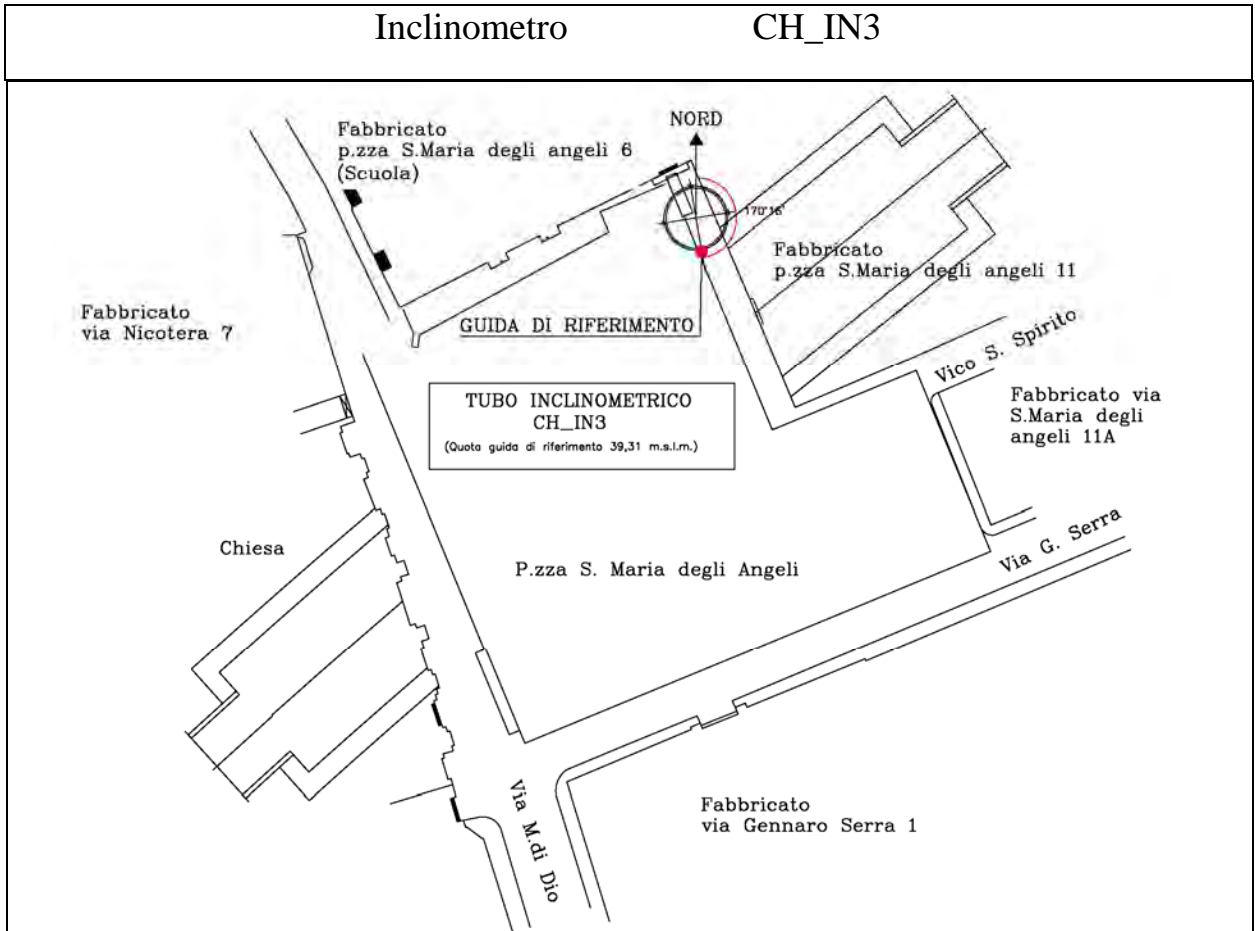 Inclinometro CH_IN3
NORD
Fabbricato
p.zza S.Maria degli angeli 6
(Scuola)
170°16'
Fabbricato
p.zza S.Maria degli angeli 11
Fabbricato
via Nicotera 7
GUIDA DI RIFERIMENTO
Vico S. Spirito
TUBO INCLINOMETRICO
CH_IN3
(Quota guida di riferimento 39,31 m.s.l.m.)
Fabbricato via
S.Maria degli
angeli 11A
Chiesa
P.zza S. Maria degli Angeli
Via G. Serra
Via M.di Dio
Fabbricato
via Gennaro Serra 1